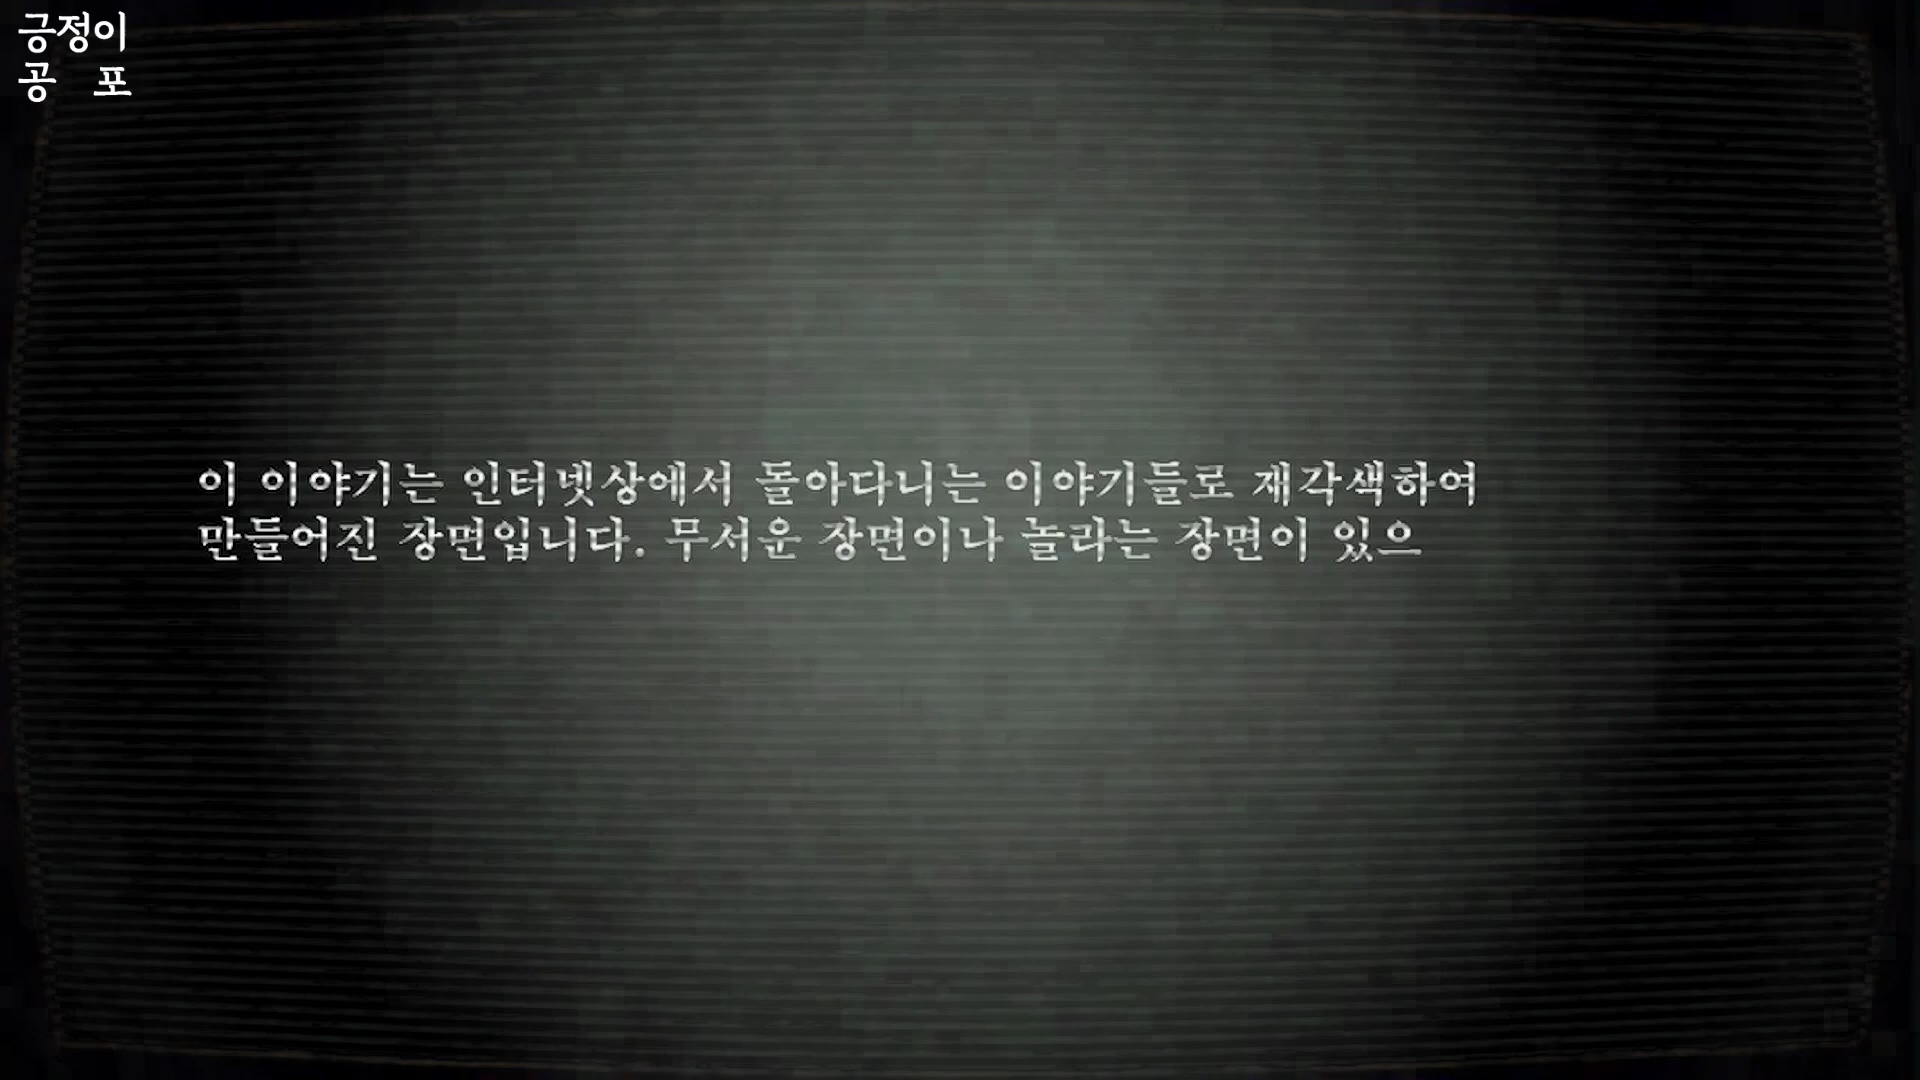 긍정이
공 포
이 이야기는 인터넷상에서 돌아다니는 이야기들로 재각색하여
만들어진 장면입니다. 무서운 장면이나 놀라는 장면이 있으